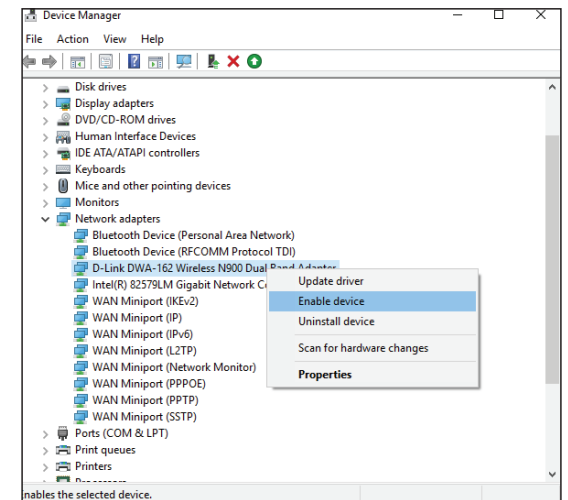 Device Manager
File Action View Help
Disk drives
Display adapters
DVD/CD-ROM drives
Human Interface Devices
IDE ATA/ATAPI controllers
Keyboards
Mice and other pointing devices
Monitors
Network adapters
Bluetooth Device (Personal Area Network)
Bluetooth Device (RFCOMM Protocol TDI)
D-Link DWA-162 Wireless N900 Dual Band Adapter
Intel(R) 82579LM Gigabit Network C
WAN Miniport (IKEv2)
WAN Miniport (IP)
WAN Miniport (IPv6)
WAN Miniport (L2TP)
WAN Miniport (Network Monitor)
WAN Miniport (PPPOE)
WAN Miniport (PPTP)
WAN Miniport (SSTP)
Ports (COM & LPT)
Print queues
Printers
Processors
Update driver
Enable device
Uninstall device
Scan for hardware changes
Properties
nables the selected device.